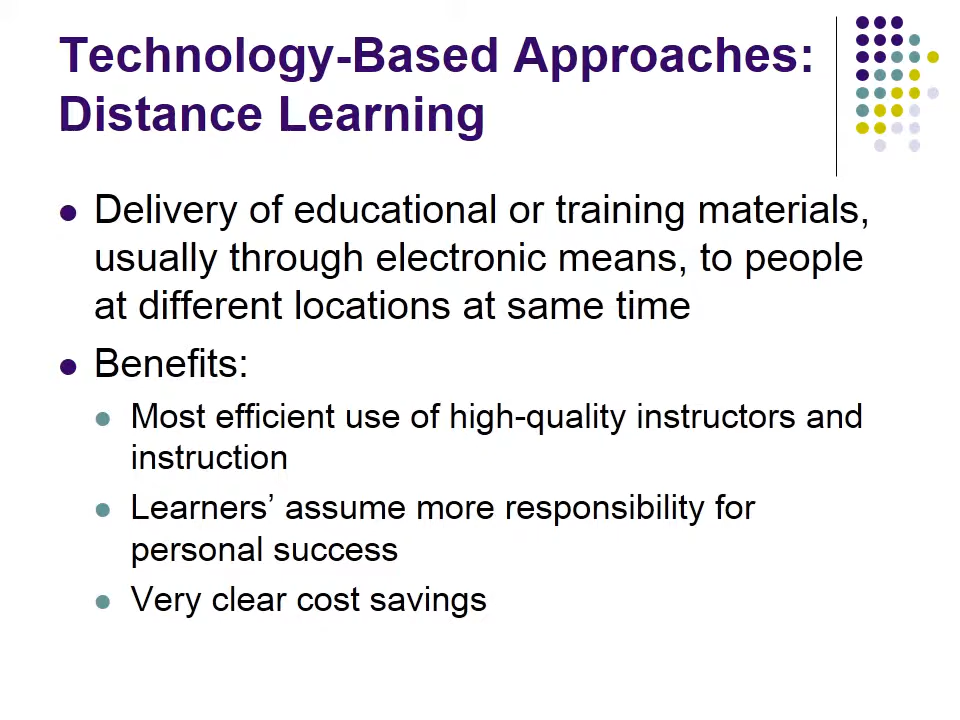 Technology-Based Approaches:
Distance Learning
Delivery of educational or training materials,
usually through electronic means, to people
at different locations at same time
Benefits:
Most efficient use of high-quality instructors and
instruction
Learners’ assume more responsibility for
personal success
Very clear cost savings